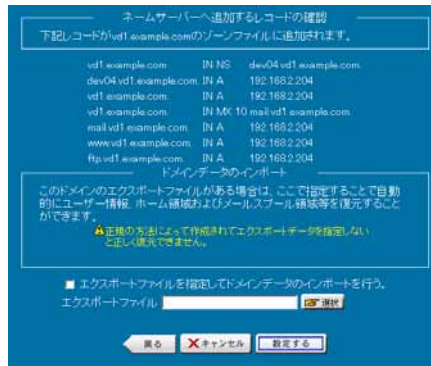 ネームサーバーへ追加するレコードの確認
下記レコードがvd1.example.comのゾーンファイルに追加されます。
vd1.example.com. IN NS dev04.vd1.example.com.
dev04.vd1.example.com. IN A 192.168.2.204
vd1.example.com. IN A 192.168.2.204
vd1.example.com. IN MX 10 mail.vd1.example.com.
mail.vd1.example.com. IN A 192.168.2.204
www.vd1.example.com. IN A 192.168.2.204
ftp.vd1.example.com. IN A 192.168.2.204
ドメインデータのインポート
このドメインのエクスポートファイルがある場合は、ここで指定することで自動
的にユーザー情報、ホーム領域およびメールスプール領域等を復元すること
ができます。
正規の方法によって作成されてエクスポートデータを指定しない
と正しく復元できません。
エクスポートファイルを指定してドメインデータのインポートを行う。
エクスポートファイル 選択
戻る キャンセル 設定する